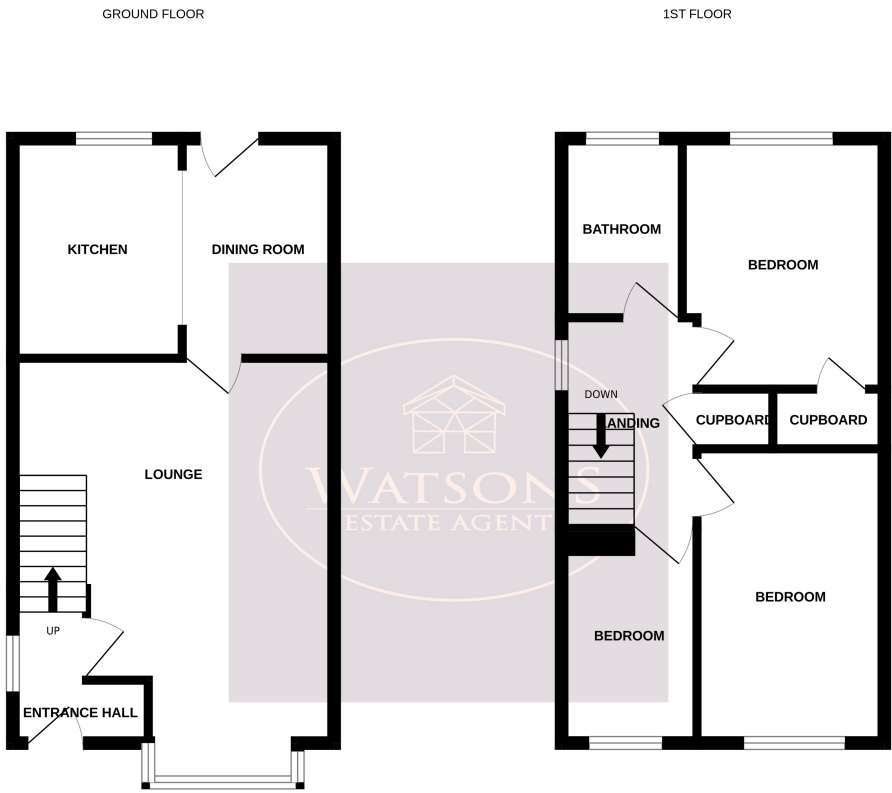 GROUND FLOOR
1ST FLOOR
KITCHEN
DINING ROOM
LOUNGE
UP
ENTRANCE HALL
BATHROOM
BEDROOM
DOWN
LANDING
CUPBOARD
CUPBOARD
BEDROOM
BEDROOM
WATSONS
ESTATE AGENTS